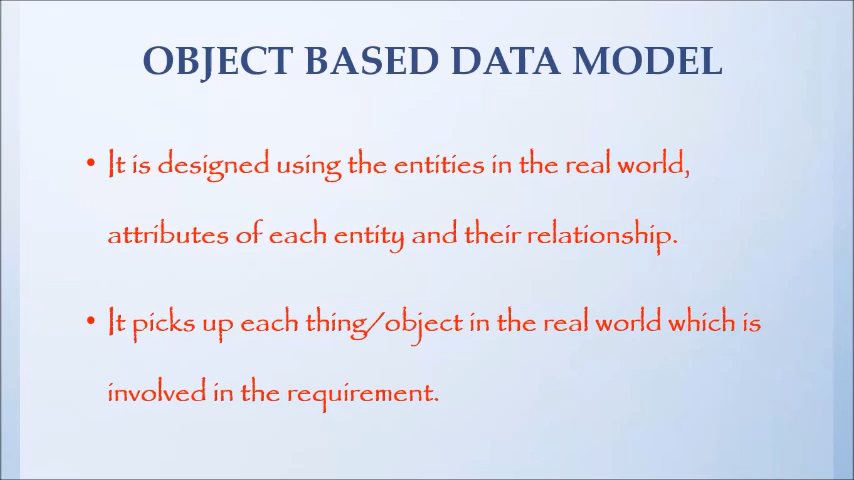 OBJECT BASED DATA MODEL
• It is designed using the entities in the real world,
attributes of each entity and their relationship.
• It picks up each thing/object in the real world which is
involved in the requirement.